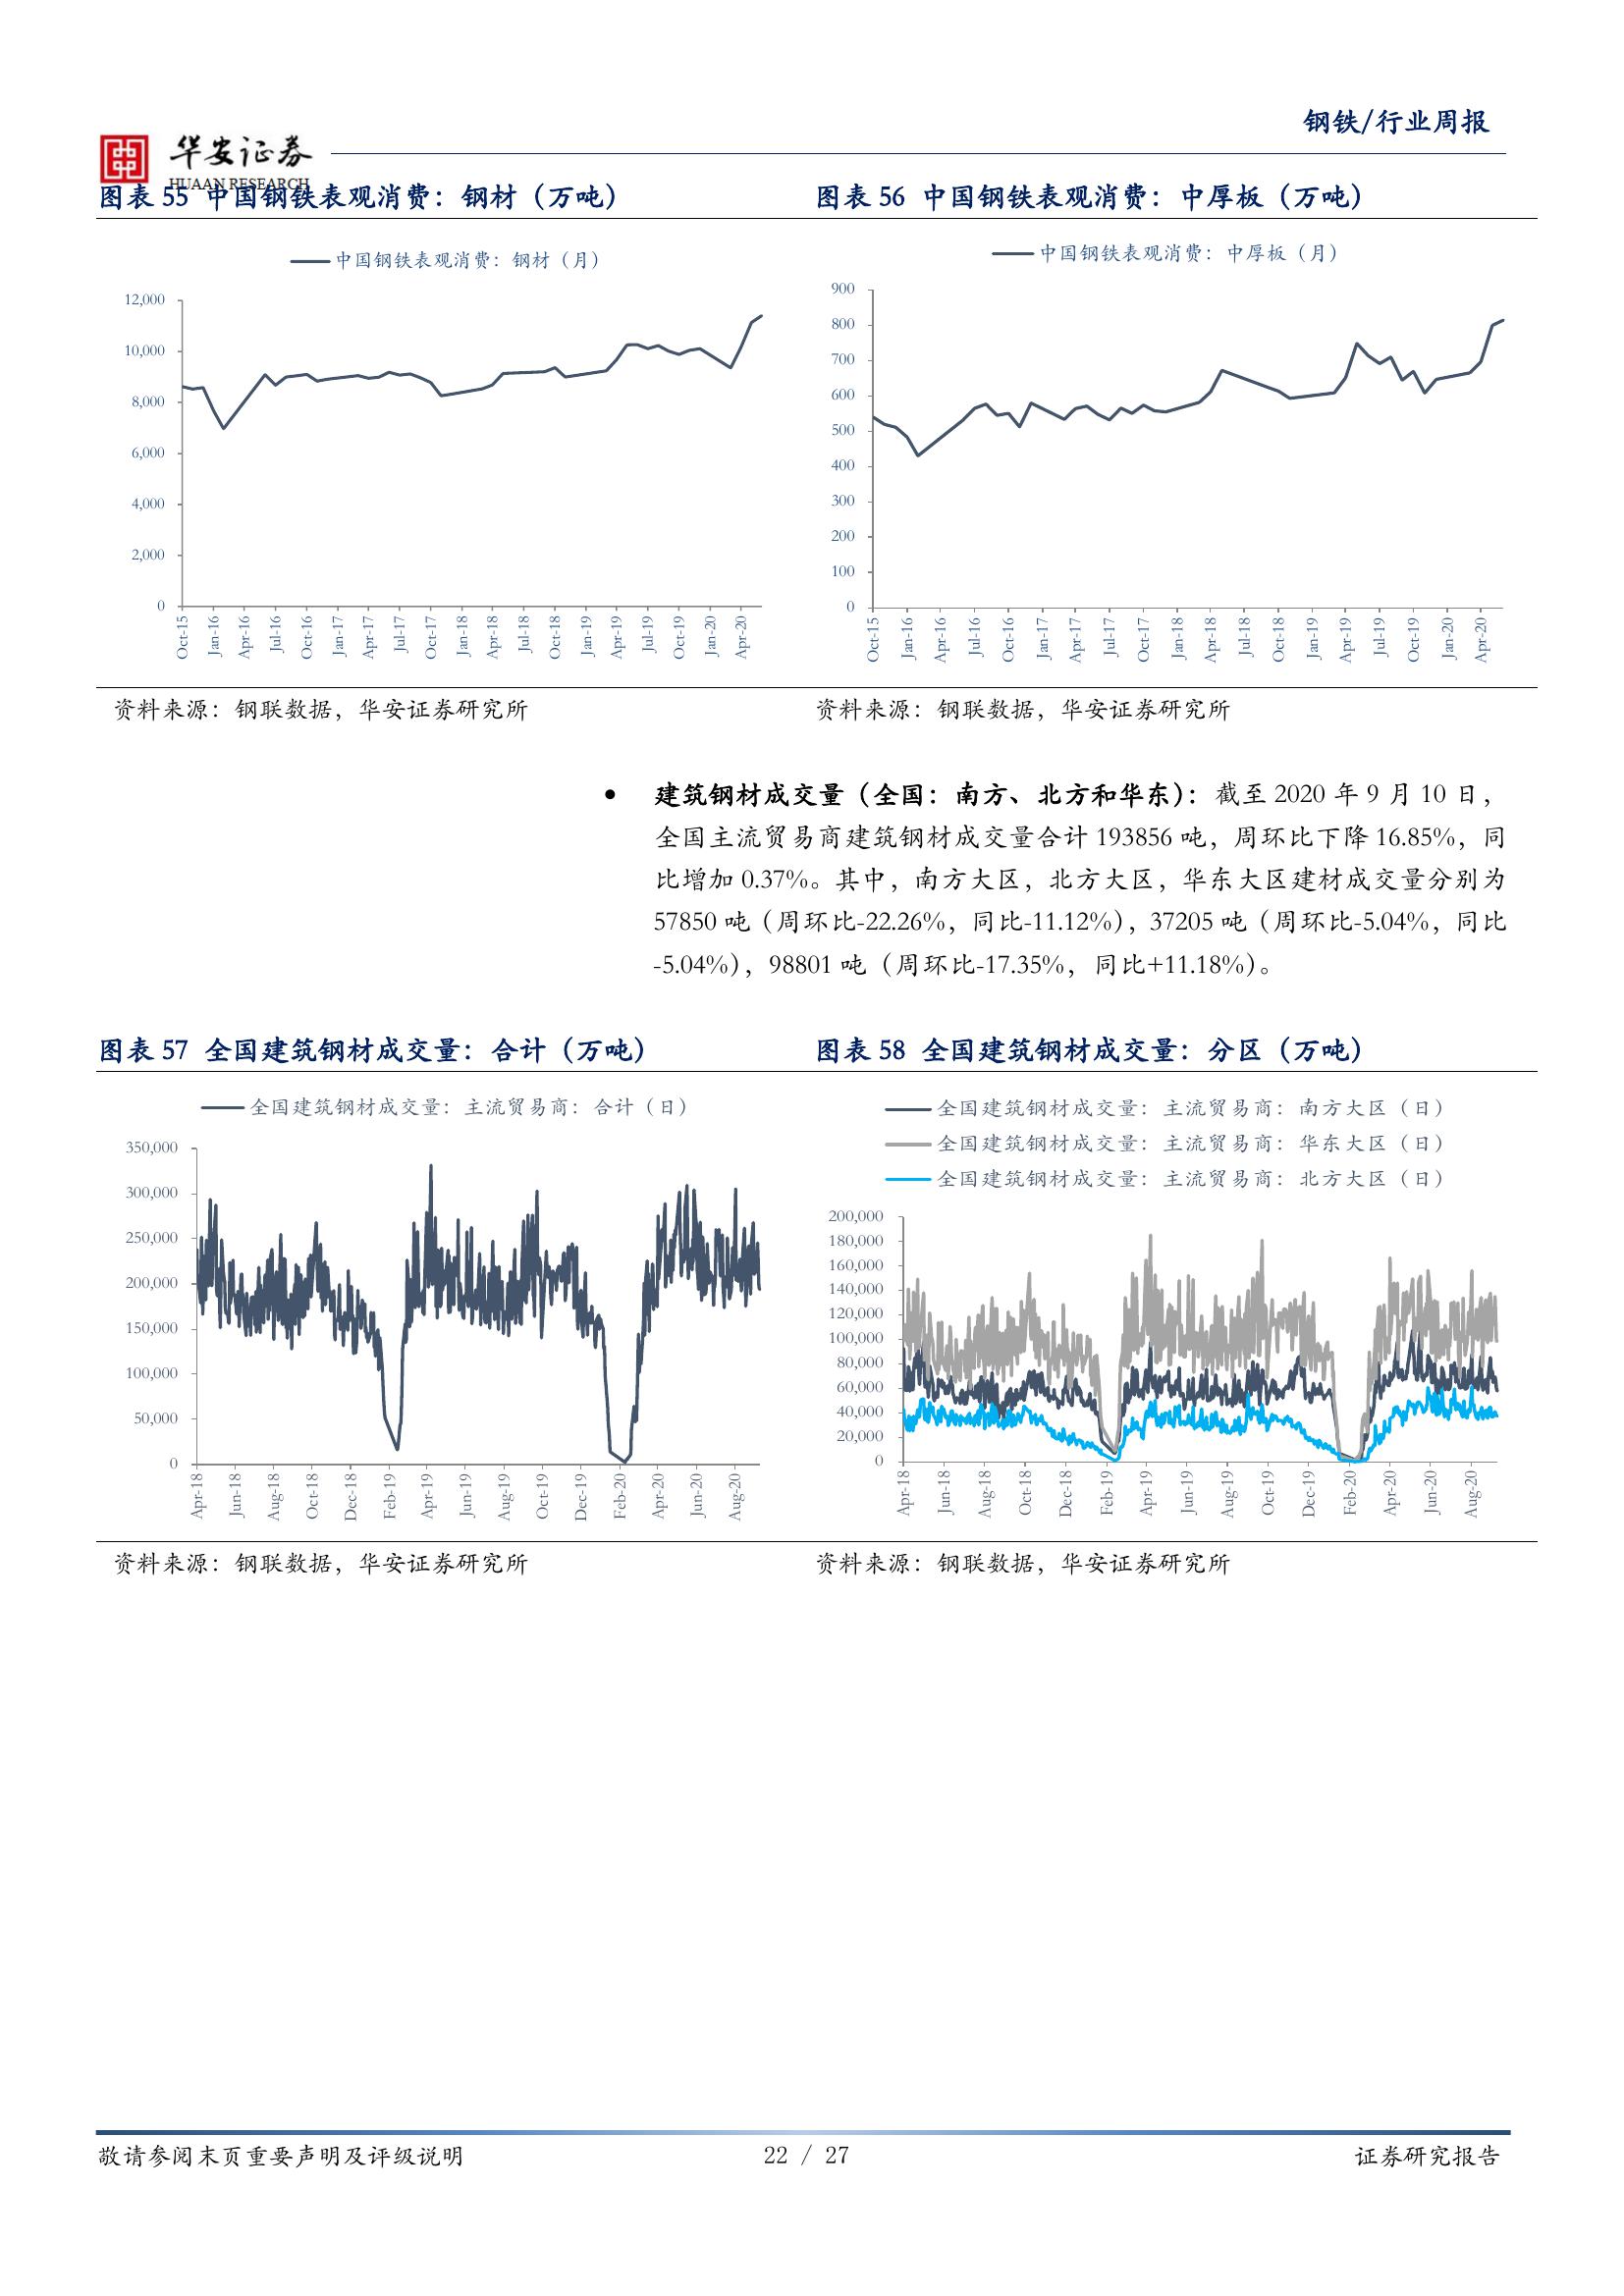 钢铁/行业周报
华安证券
HUAAN RESEARCH
图表 55 中国钢铁表观消费：钢材（万吨）
图表 56 中国钢铁表观消费：中厚板（万吨）
中国钢铁表观消费：钢材（月）
12,000
10,000
8,000
6,000
4,000
2,000
0
Oct-15 Jan-16 Apr-16 Jul-16 Oct-16 Jan-17 Apr-17 Jul-17 Oct-17 Jan-18 Apr-18 Jul-18 Oct-18 Jan-19 Apr-19 Jul-19 Oct-19 Jan-20 Apr-20
中国钢铁表观消费：中厚板（月）
900
800
700
600
500
400
300
200
100
0
Oct-15 Jan-16 Apr-16 Jul-16 Oct-16 Jan-17 Apr-17 Jul-17 Oct-17 Jan-18 Apr-18 Jul-18 Oct-18 Jan-19 Apr-19 Jul-19 Oct-19 Jan-20 Apr-20
资料来源：钢联数据，华安证券研究所
资料来源：钢联数据，华安证券研究所
● 建筑钢材成交量（全国：南方、北方和华东）：截至 2020 年 9 月 10 日，
全国主流贸易商建筑钢材成交量合计 193856 吨，周环比下降 16.85%，同
比增加 0.37%。其中，南方大区，北方大区，华东大区建材成交量分别为
57850 吨（周环比-22.26%，同比-11.12%），37205 吨（周环比-5.04%，同比
-5.04%），98801 吨（周环比-17.35%，同比+11.18%）。
图表 57 全国建筑钢材成交量：合计（万吨）
图表 58 全国建筑钢材成交量：分区（万吨）
全国建筑钢材成交量：主流贸易商：合计（日）
350,000
300,000
250,000
200,000
150,000
100,000
50,000
0
Apr-18 Jun-18 Aug-18 Oct-18 Dec-18 Feb-19 Apr-19 Jun-19 Aug-19 Oct-19 Dec-19 Feb-20 Apr-20 Jun-20 Aug-20
全国建筑钢材成交量：主流贸易商：南方大区（日）
全国建筑钢材成交量：主流贸易商：华东大区（日）
全国建筑钢材成交量：主流贸易商：北方大区（日）
200,000
180,000
160,000
140,000
120,000
100,000
80,000
60,000
40,000
20,000
0
Apr-18 Jun-18 Aug-18 Oct-18 Dec-18 Feb-19 Apr-19 Jun-19 Aug-19 Oct-19 Dec-19 Feb-20 Apr-20 Jun-20 Aug-20
资料来源：钢联数据，华安证券研究所
资料来源：钢联数据，华安证券研究所
敬请参阅末页重要声明及评级说明
22 / 27
证券研究报告